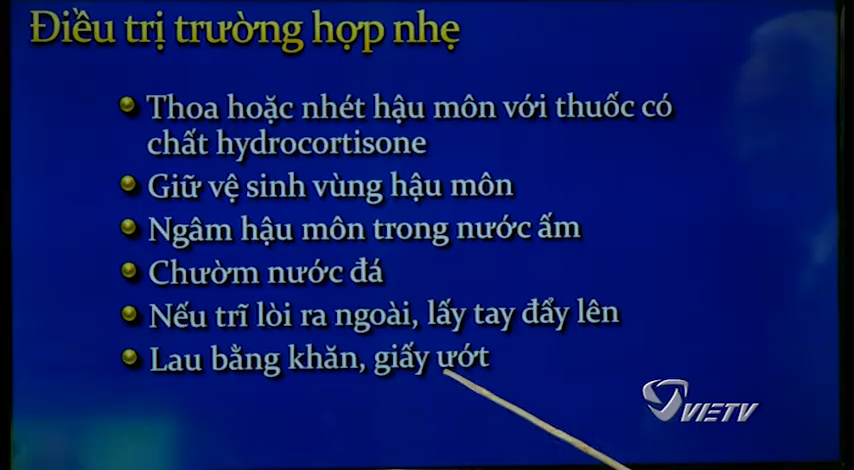 Điều trị trường hợp nhẹ
Thoa hoặc nhét hậu môn với thuốc có
chất hydrocortisone
Giữ vệ sinh vùng hậu môn
Ngâm hậu môn trong nước ấm
Chườm nước đá
Nếu trĩ lòi ra ngoài, lấy tay đẩy lên
Lau bằng khăn, giấy ướt
VIETV